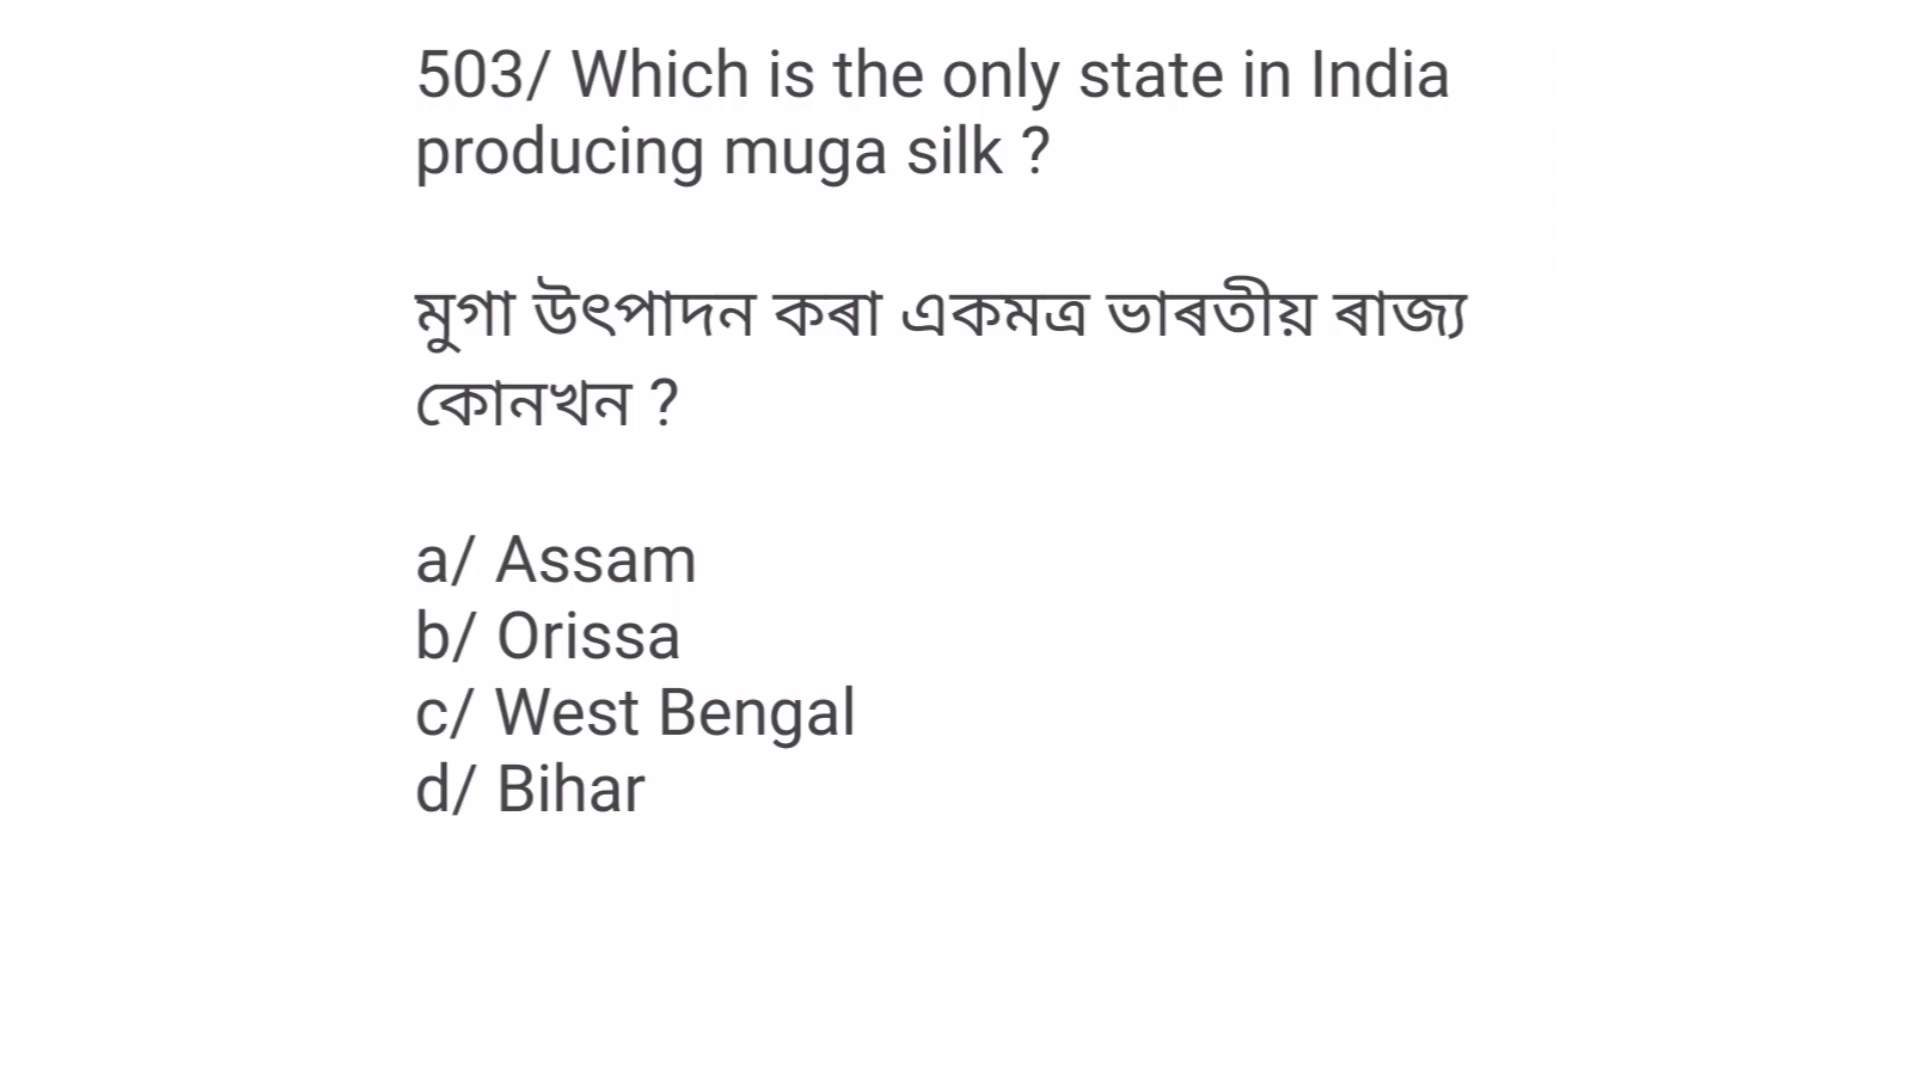 503/ Which is the only state in India
producing muga silk ?
মুগা উৎপাদন কৰা একমত্ৰ ভাৰতীয় ৰাজ্য
কোনখন ?
a/ Assam
b/ Orissa
c/ West Bengal
d/ Bihar